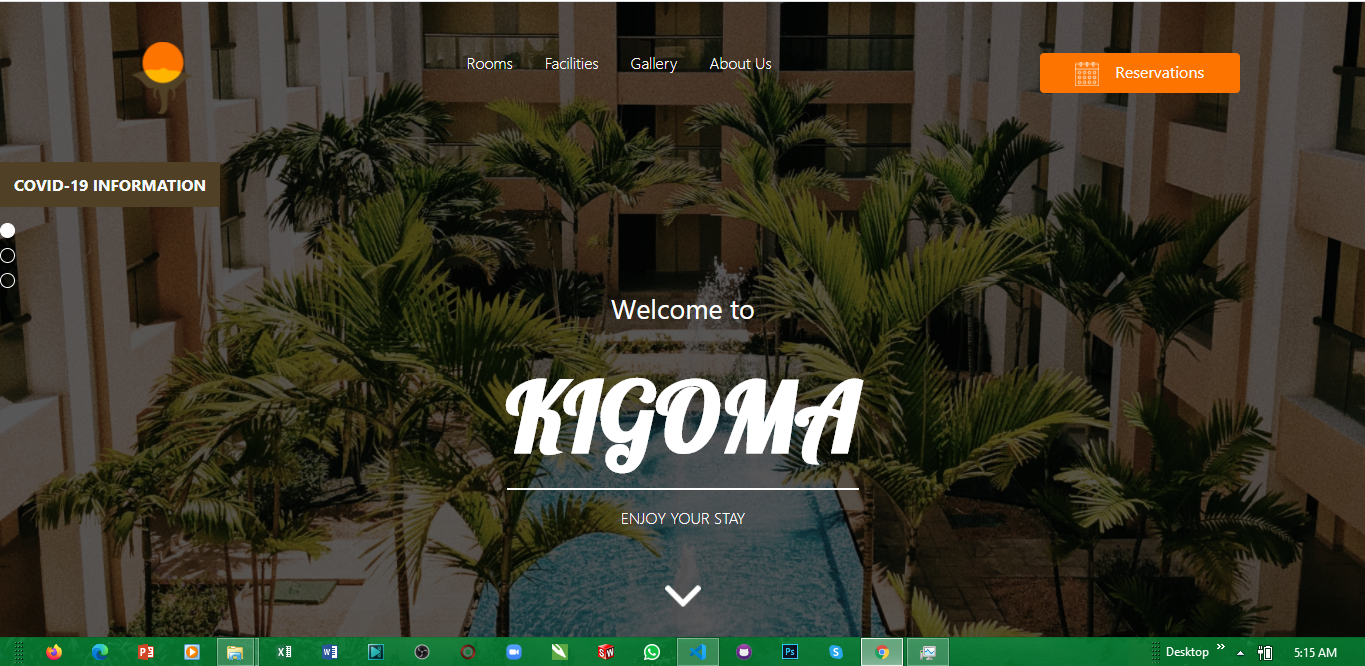 Rooms Facilities Gallery About Us Reservations
COVID-19 INFORMATION
Welcome to
KIGOMA
ENJOY YOUR STAY
Desktop 5:15 AM